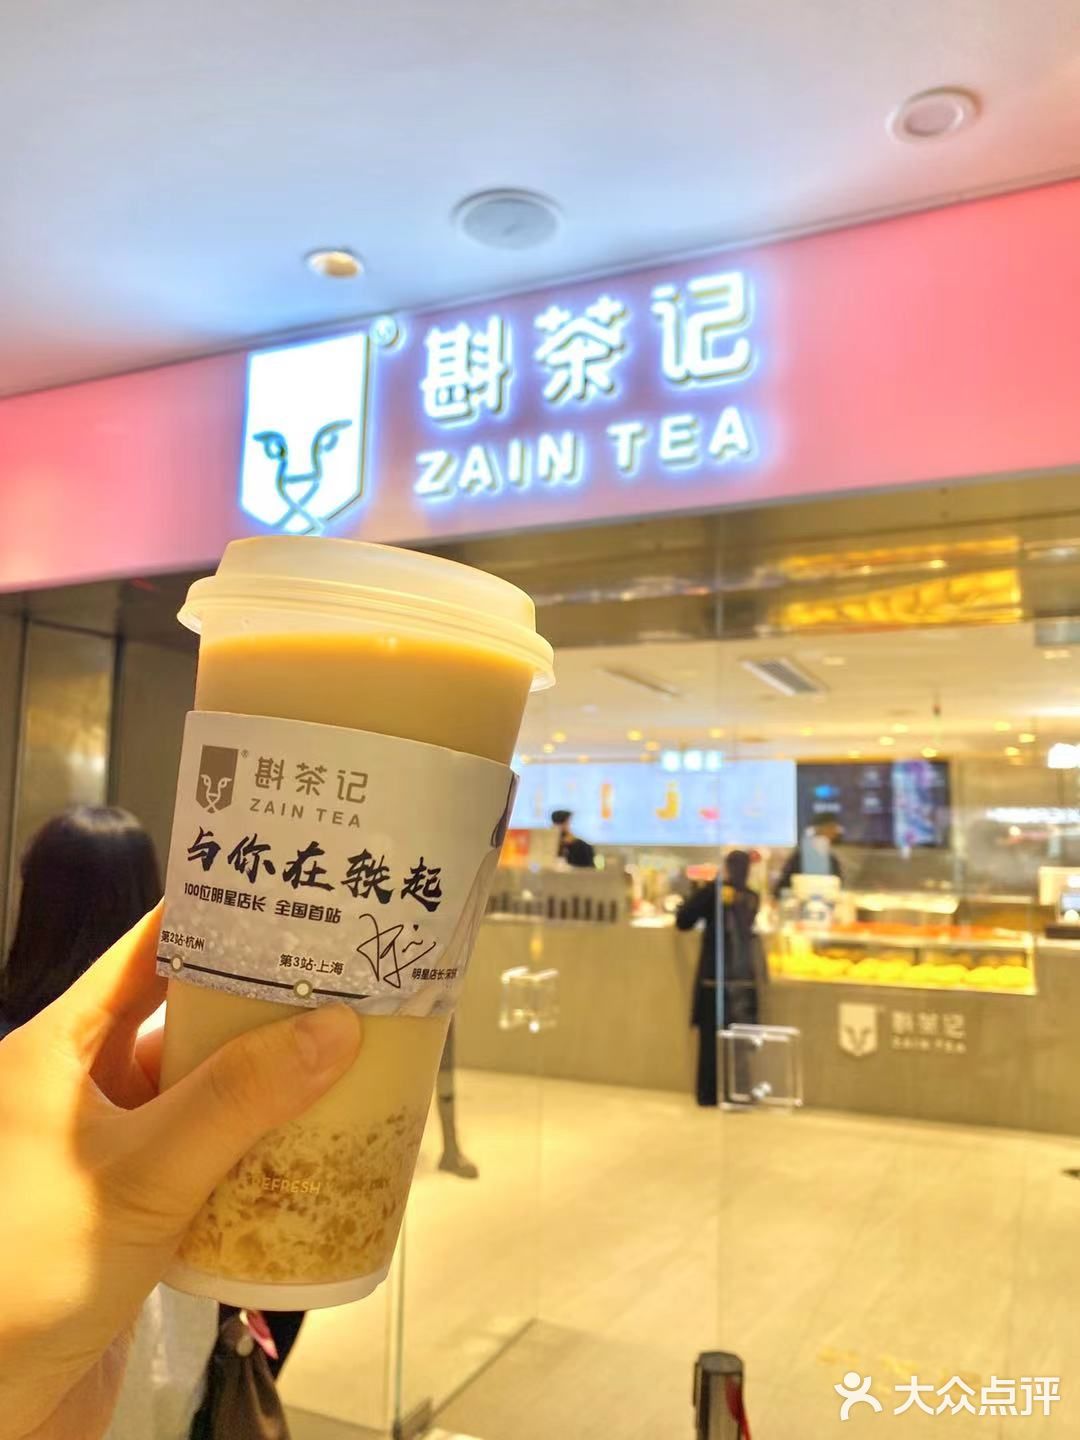 斟茶记
ZAIN TEA
®
斟茶记
ZAIN TEA
与你在轶起
100位明星店长 全国首站
第2站·杭州
第3站·上海
明星店长:宋轶
REFRESH
斟茶记
ZAIN TEA
大众点评